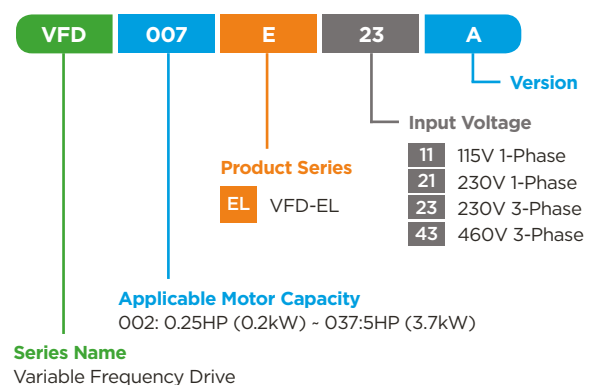 VFD 007 E 23 A
Version
Input Voltage
11 115V 1-Phase
21 230V 1-Phase
23 230V 3-Phase
43 460V 3-Phase
Product Series
EL VFD-EL
Applicable Motor Capacity
002: 0.25HP (0.2kW) ~ 037:5HP (3.7kW)
Series Name
Variable Frequency Drive